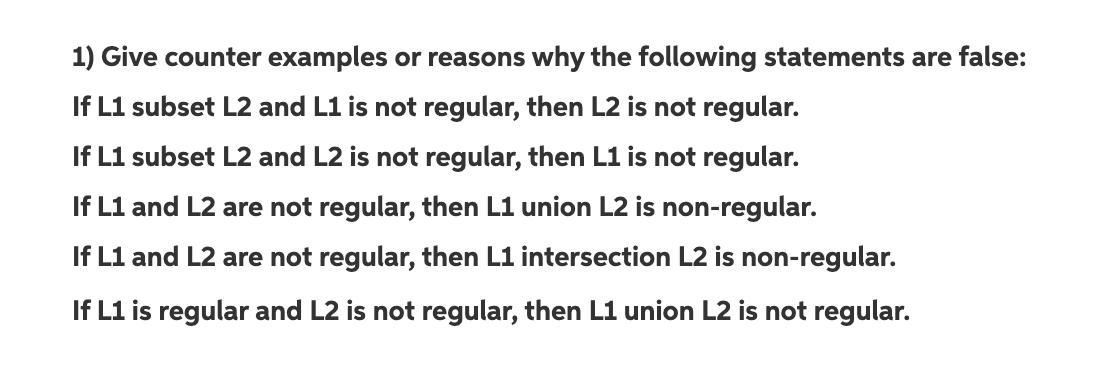 1) Give counter examples or reasons why the following statements are false:
If L1 subset L2 and L1 is not regular, then L2 is not regular.
If L1 subset L2 and L2 is not regular, then L1 is not regular.
If L1 and L2 are not regular, then L1 union L2 is non-regular.
If L1 and L2 are not regular, then L1 intersection L2 is non-regular.
If L1 is regular and L2 is not regular, then L1 union L2 is not regular.